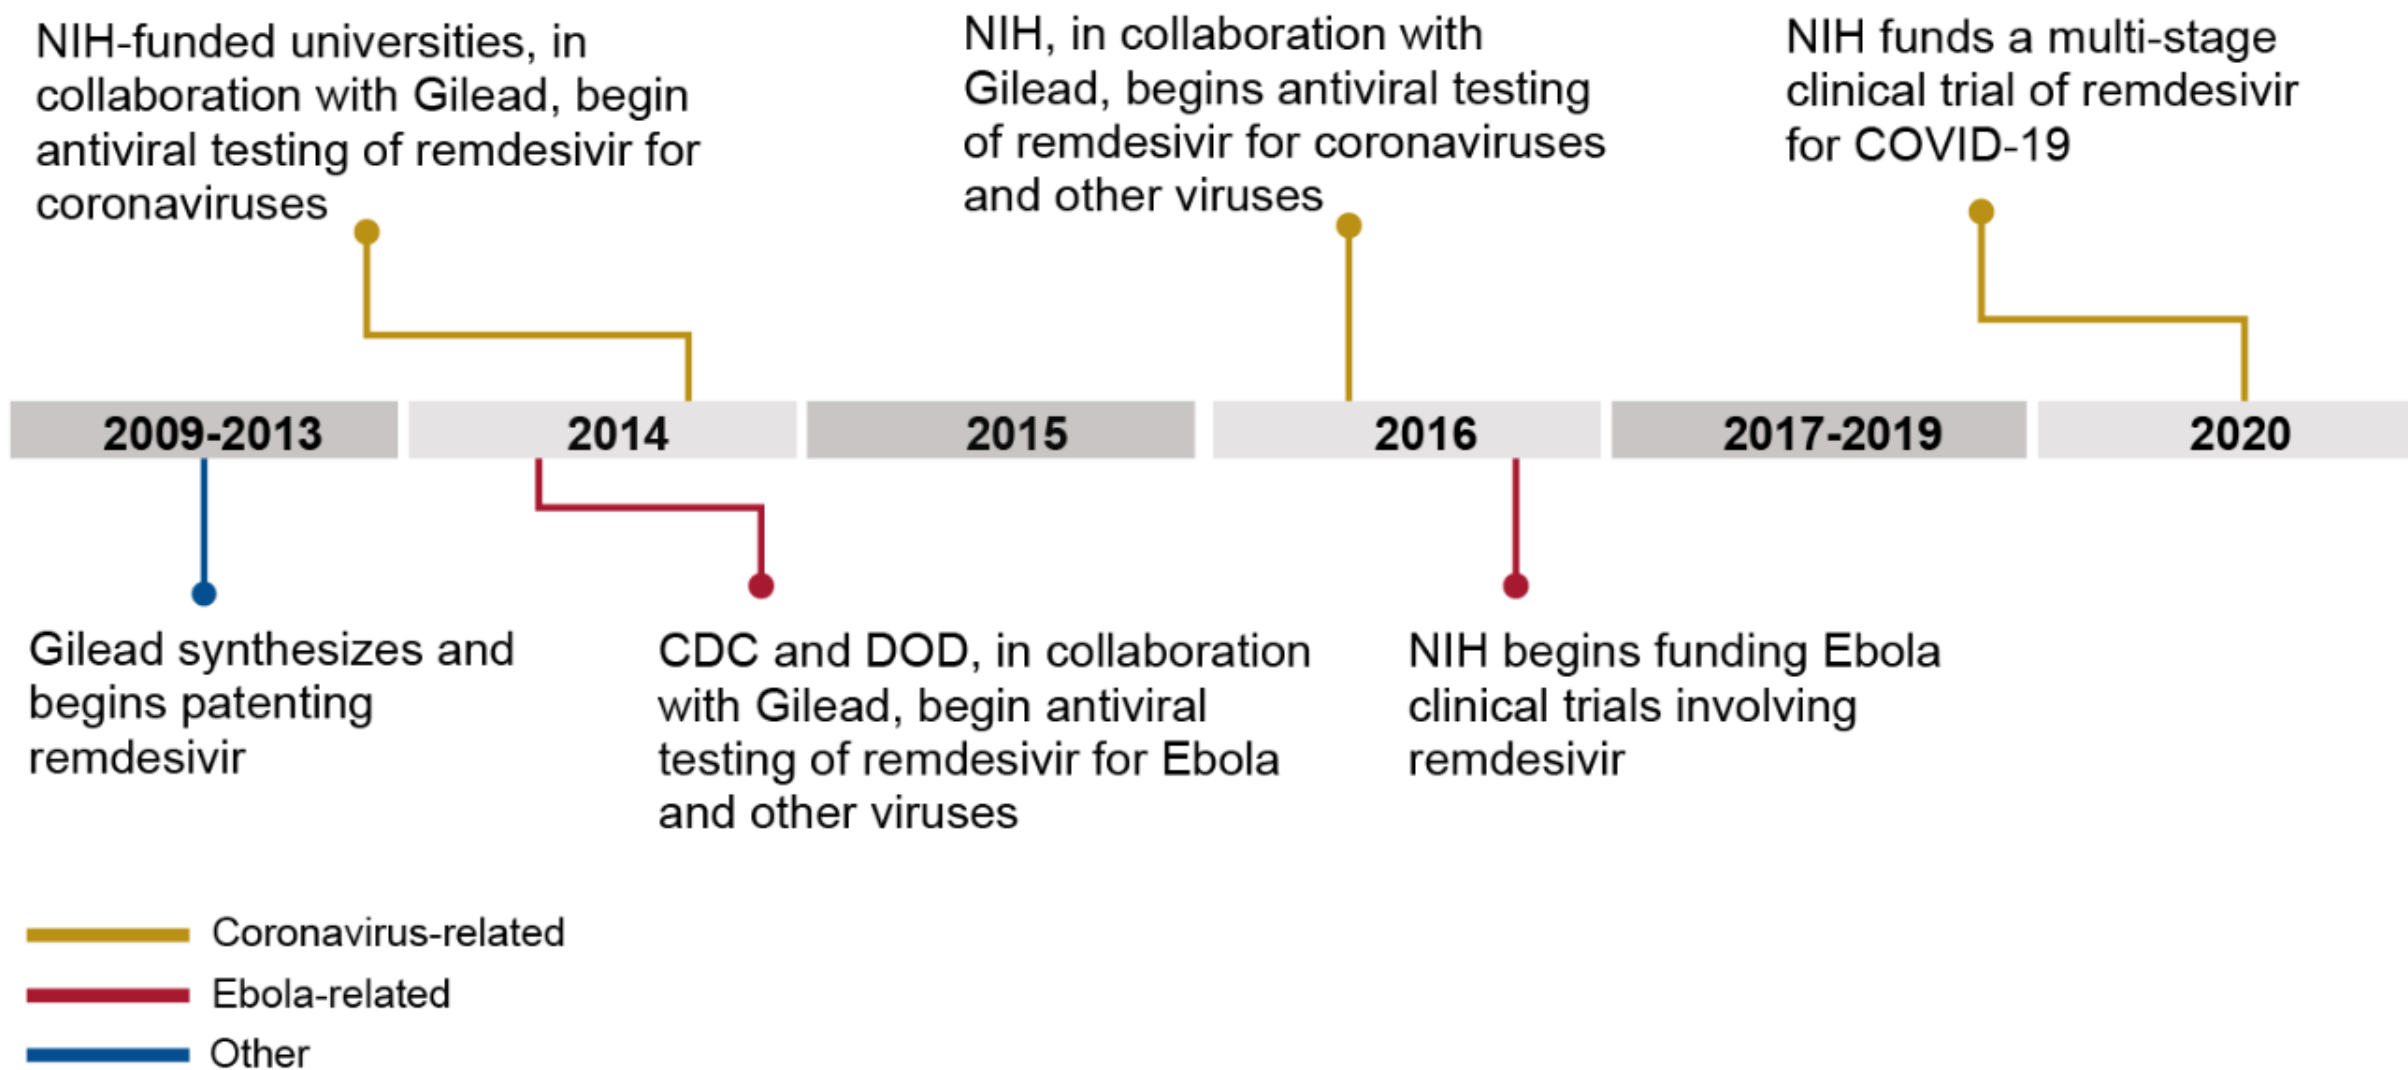 NIH-funded universities, in
collaboration with Gilead, begin
antiviral testing of remdesivir for
coronaviruses
NIH, in collaboration with
Gilead, begins antiviral testing
of remdesivir for coronaviruses
and other viruses
NIH funds a multi-stage
clinical trial of remdesivir
for COVID-19
2009-2013
2014
2015
2016
2017-2019
2020
Gilead synthesizes and
begins patenting
remdesivir
CDC and DOD, in collaboration
with Gilead, begin antiviral
testing of remdesivir for Ebola
and other viruses
NIH begins funding Ebola
clinical trials involving
remdesivir
Coronavirus-related
Ebola-related
Other